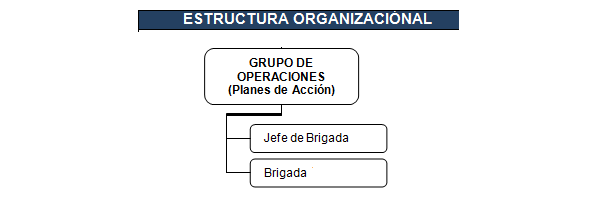 ESTRUCTURA ORGANIZACIÓNAL
GRUPO DE
OPERACIONES
(Planes de Acción)
Jefe de Brigada
Brigada